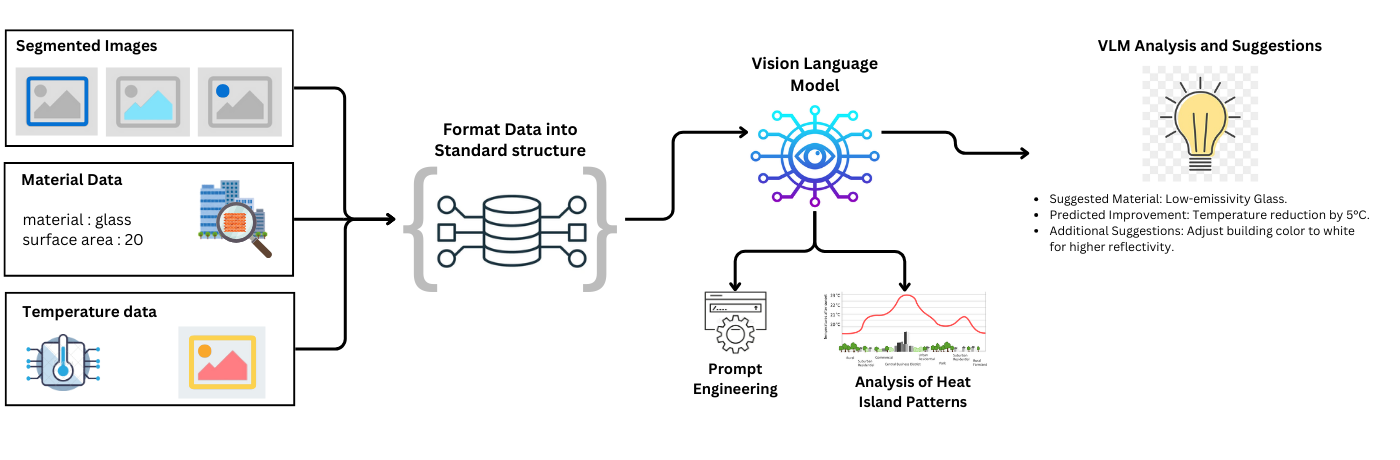 Segmented Images
Material Data
material : glass
surface area : 20
Temperature data
Format Data into
Standard structure
Vision Language
Model
Prompt
Engineering
Analysis of Heat
Island Patterns
VLM Analysis and Suggestions
Suggested Material: Low-emissivity Glass.
Predicted Improvement: Temperature reduction by 5°C.
Additional Suggestions: Adjust building color to white
for higher reflectivity.